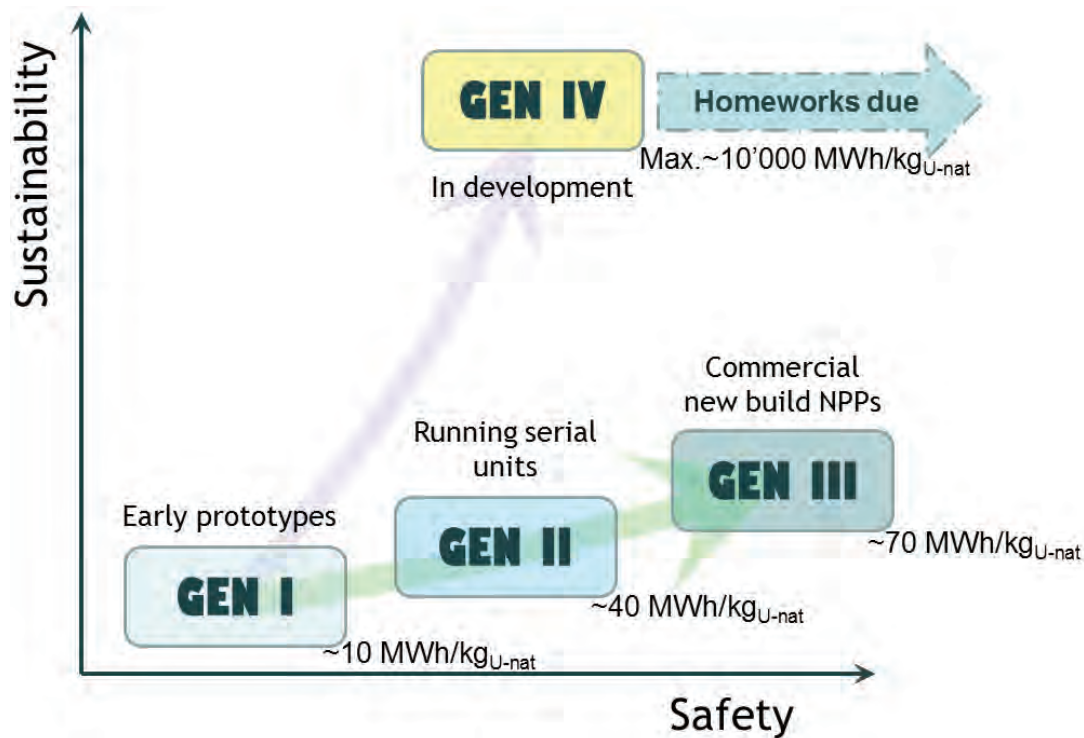 Sustainability
GEN IV
Homeworks due
Max.~10'000 MWh/kgU-nat
In development
Commercial
new build NPPs
Running serial
units
GEN III
Early prototypes
~70 MWh/kgU-nat
GEN II
GEN I
~40 MWh/kgU-nat
~10 MWh/kgU-nat
Safety